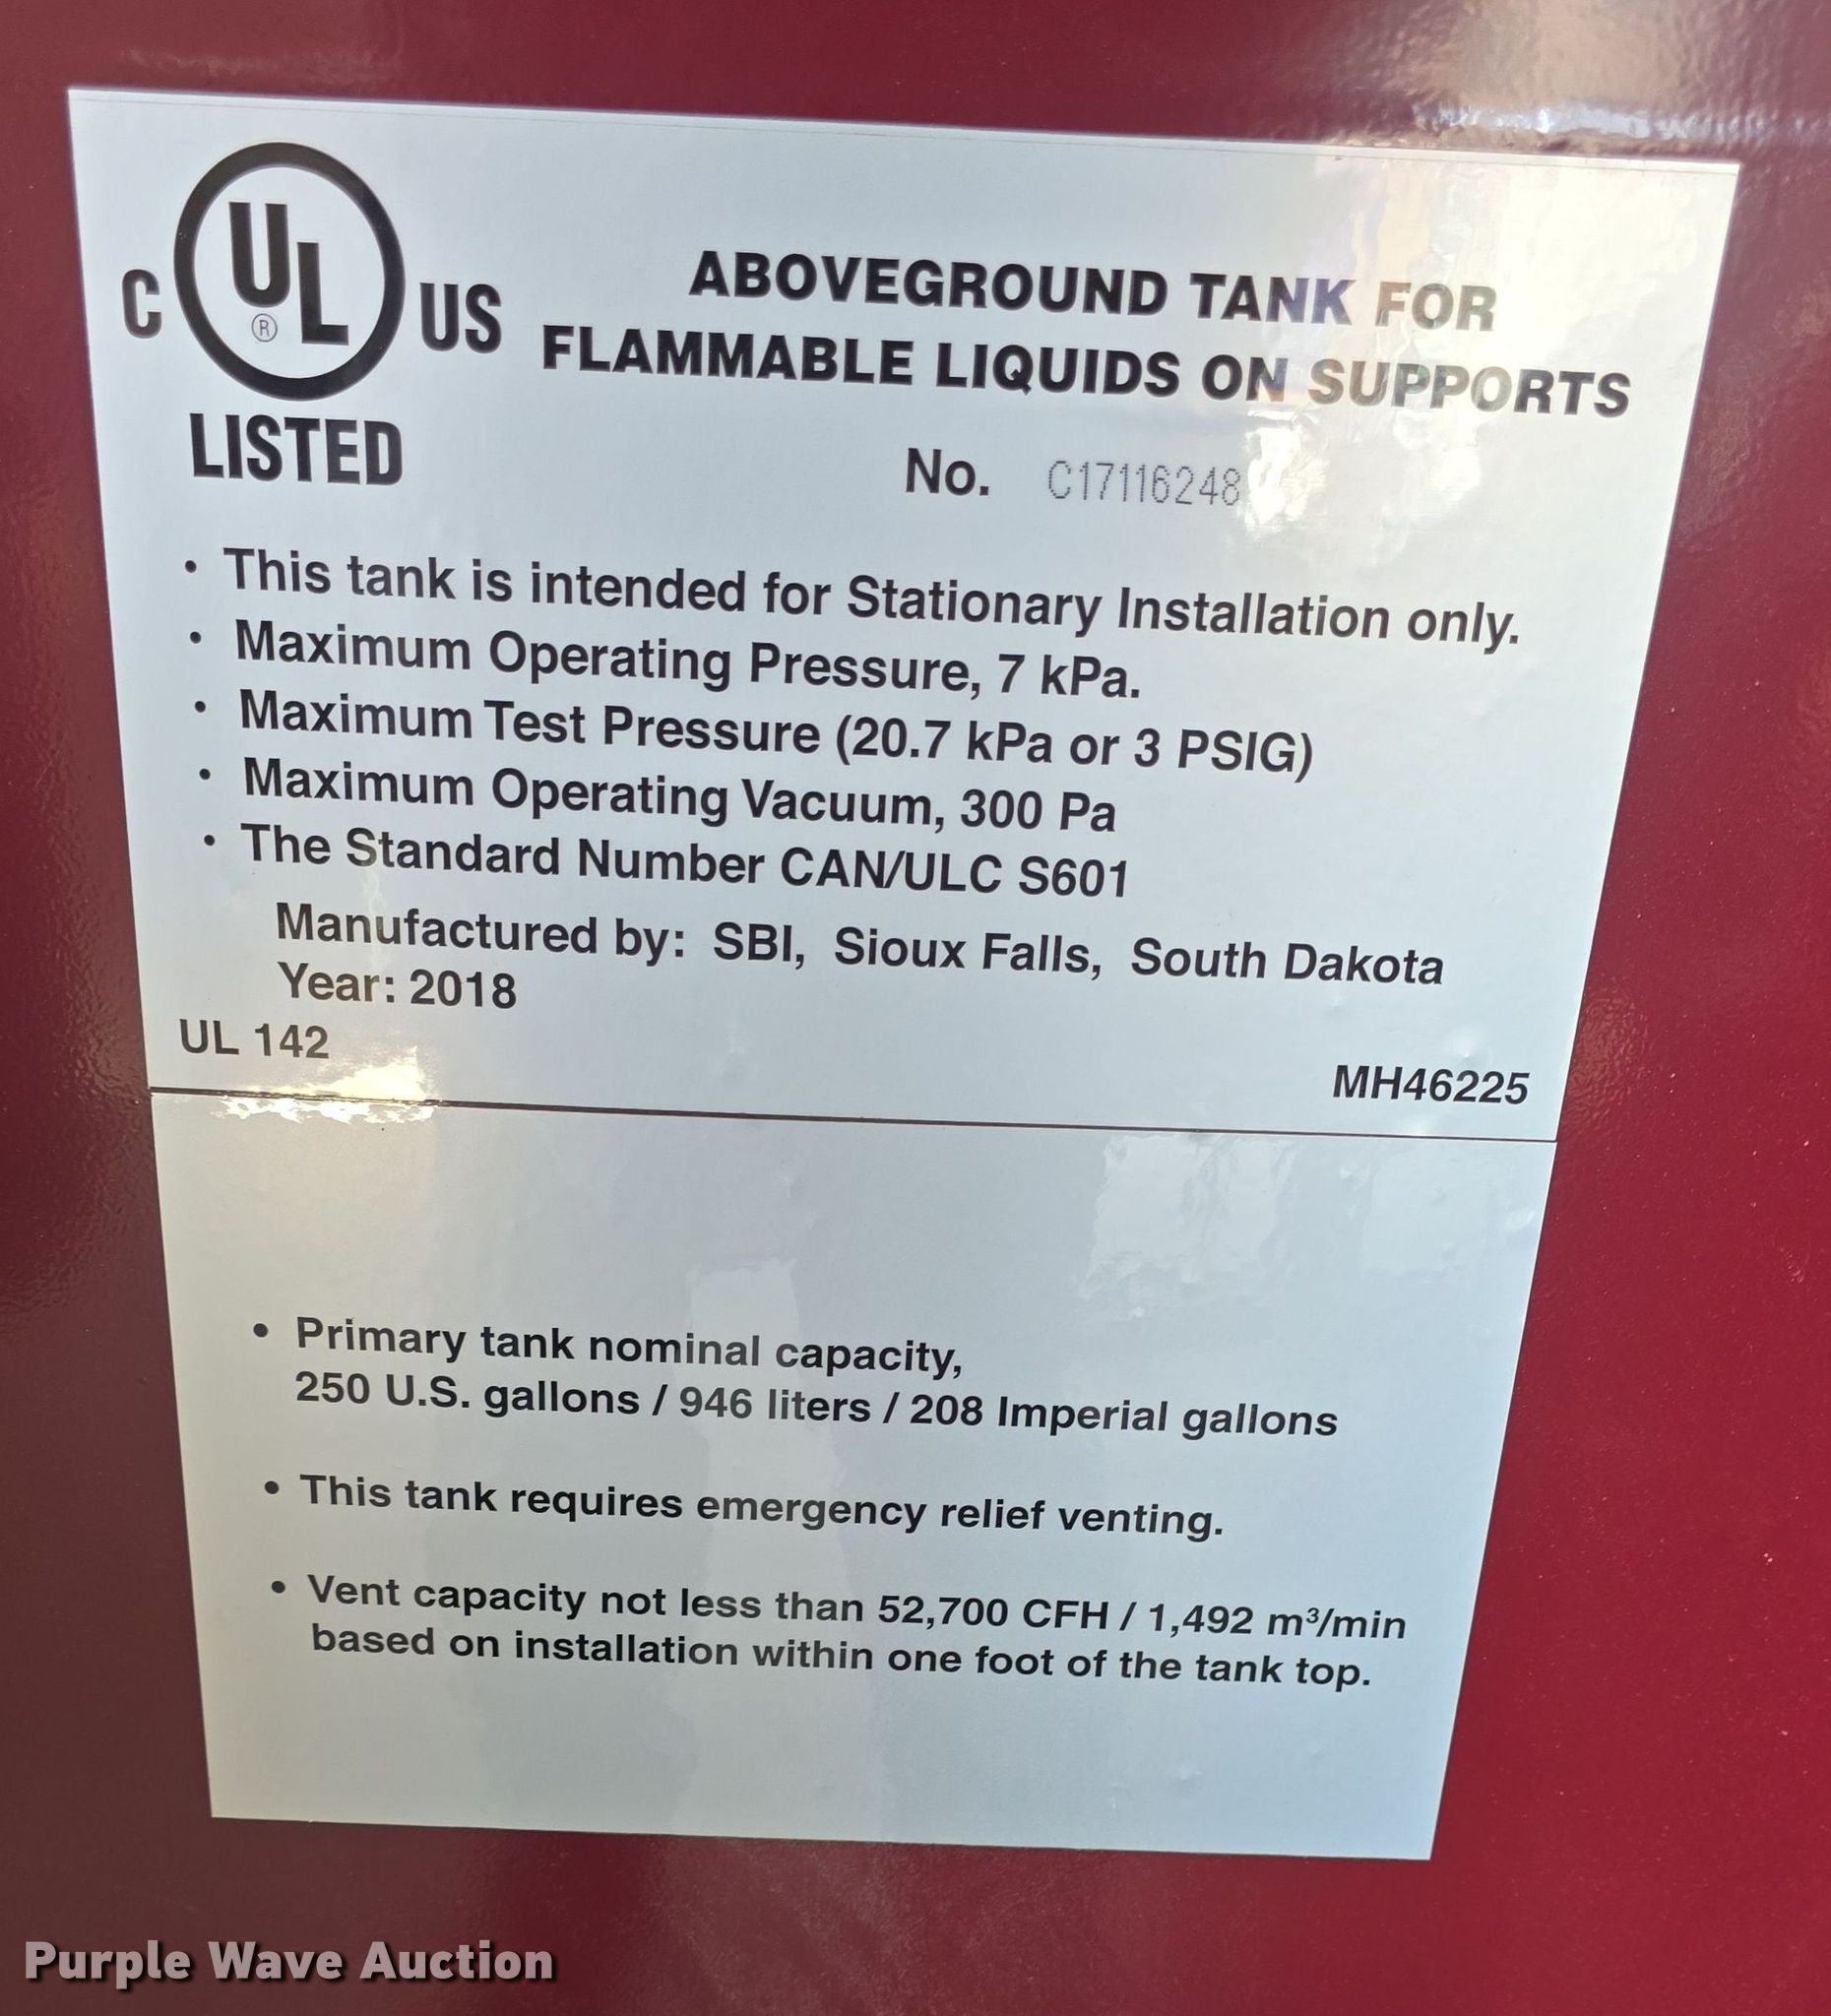 C UL ® US
LISTED
ABOVEGROUND TANK FOR
FLAMMABLE LIQUIDS ON SUPPORTS
No. C17116248
• This tank is intended for Stationary Installation only.
• Maximum Operating Pressure, 7 kPa.
• Maximum Test Pressure (20.7 kPa or 3 PSIG)
• Maximum Operating Vacuum, 300 Pa
• The Standard Number CAN/ULC S601
Manufactured by: SBI, Sioux Falls, South Dakota
Year: 2018
UL 142
MH46225
• Primary tank nominal capacity,
250 U.S. gallons / 946 liters / 208 Imperial gallons
• This tank requires emergency relief venting.
• Vent capacity not less than 52,700 CFH / 1,492 m³/min
based on installation within one foot of the tank top.
Purple Wave Auction